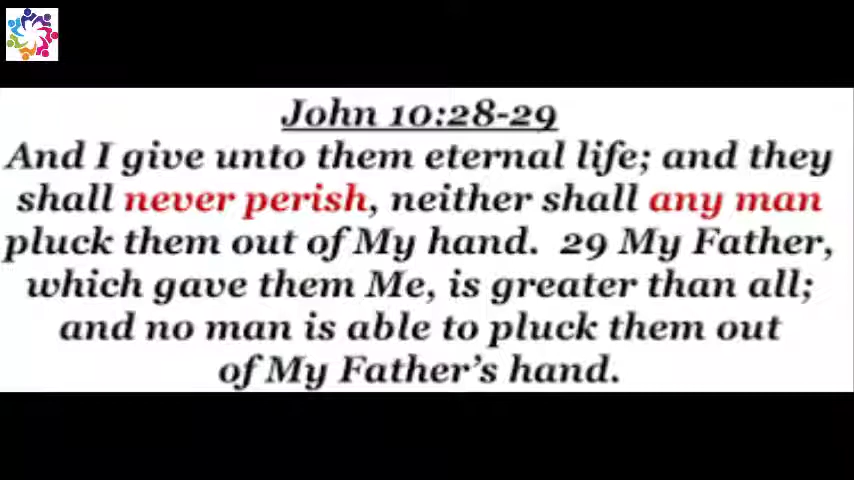 John 10:28-29
And I give unto them eternal life; and they
shall never perish, neither shall any man
pluck them out of My hand. 29 My Father,
which gave them Me, is greater than all;
and no man is able to pluck them out
of My Father's hand.